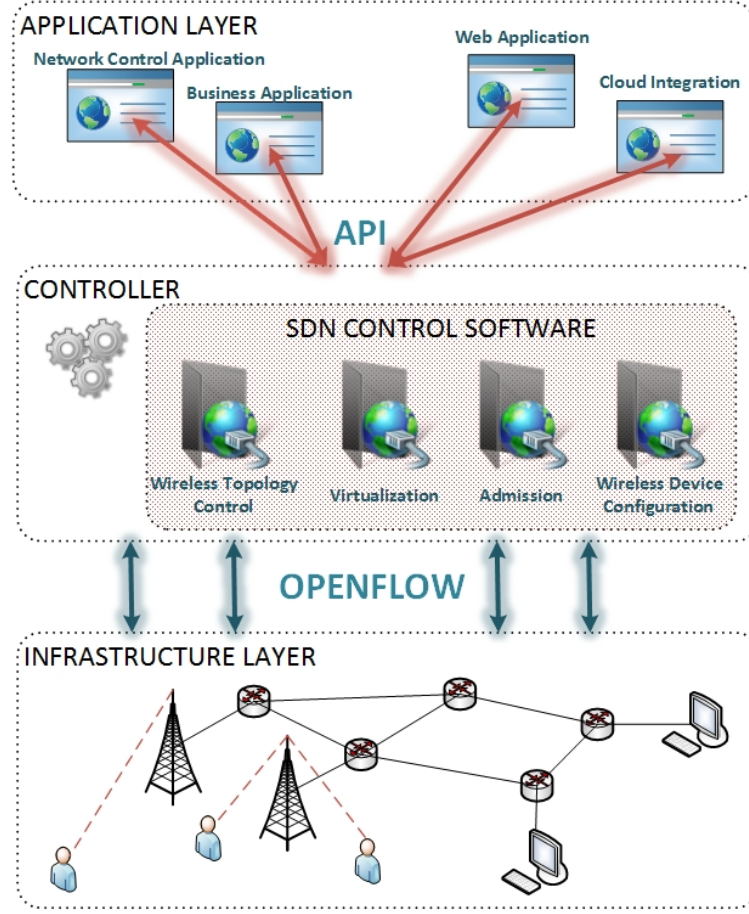 APPLICATION LAYER
Network Control Application
Business Application
Web Application
Cloud Integration
API
CONTROLLER
SDN CONTROL SOFTWARE
Wireless Topology
Control
Virtualization
Admission
Wireless Device
Configuration
OPENFLOW
INFRASTRUCTURE LAYER